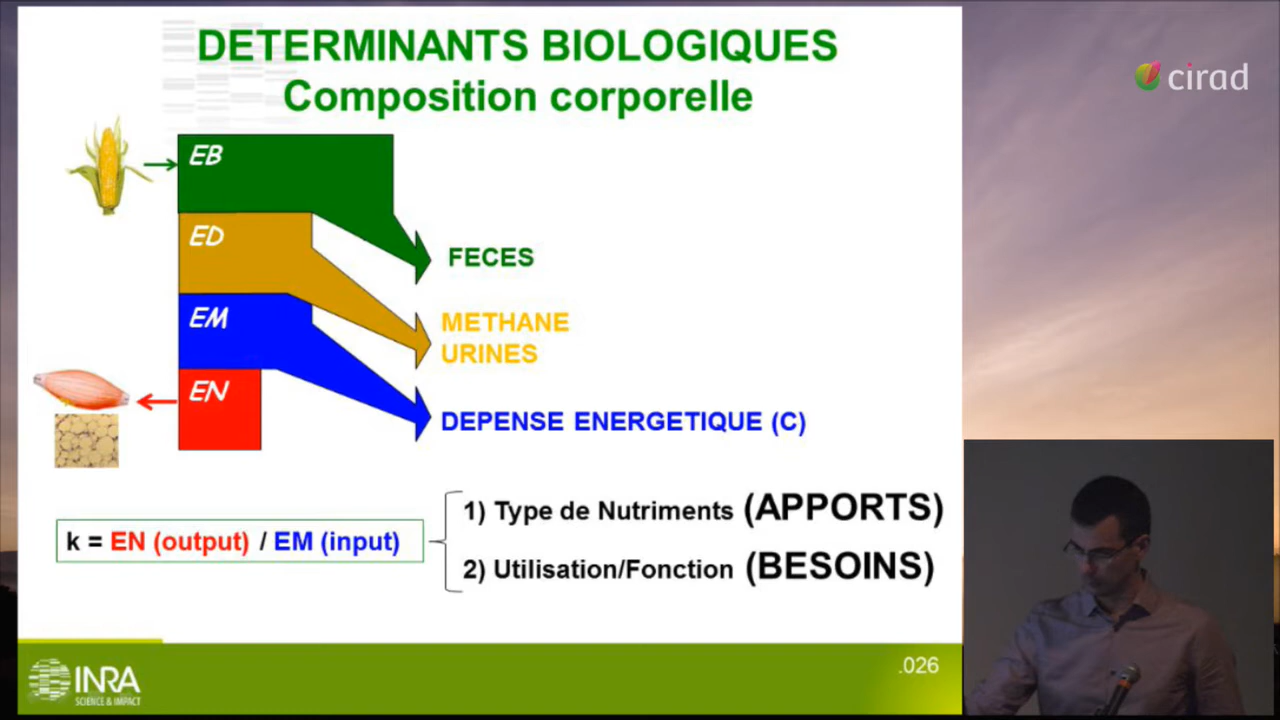 DETERMINANTS BIOLOGIQUES
Composition corporelle
cirad
EB
ED
FECES
EM
METHANE
URINES
EN
DEPENSE ENERGETIQUE (C)
k = EN (output) / EM (input)
1) Type de Nutriments (APPORTS)
2) Utilisation/Fonction (BESOINS)
INRA
SCIENCE & IMPACT
.026